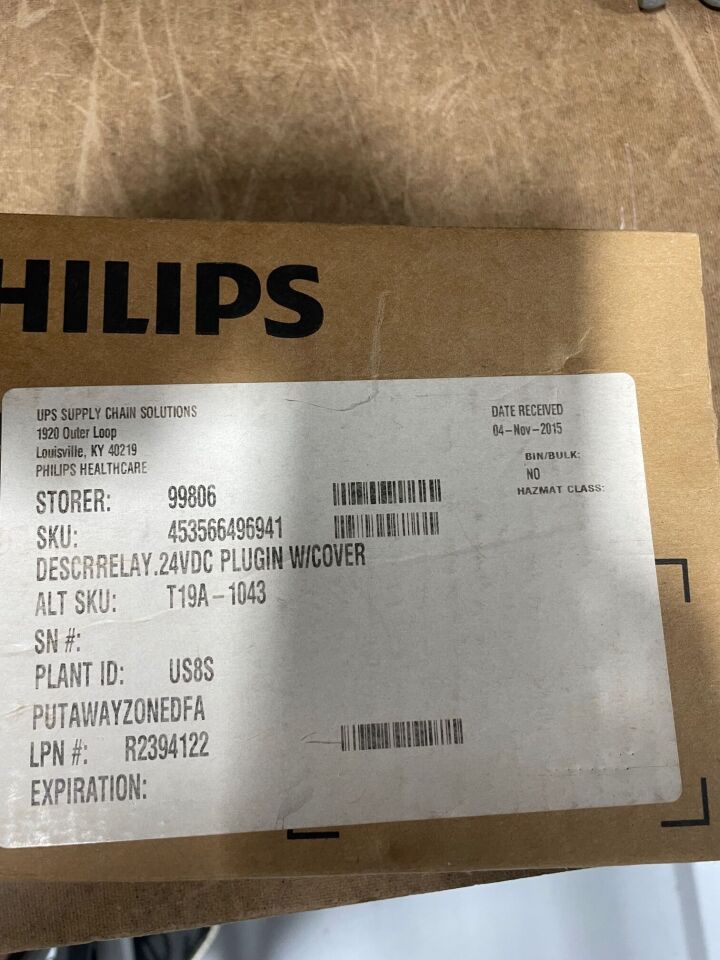 HILIPS
UPS SUPPLY CHAIN SOLUTIONS
1920 Outer Loop
Louisville, KY 40219
PHILIPS HEALTHCARE
DATE RECEIVED
04-Nov-2015
BIN/BULK:
NO
HAZMAT CLASS:
STORER: 99806
SKU: 453566496941
DESCRRELAY.24VDC PLUGIN W/COVER
ALT SKU: T19A-1043
SN #:
PLANT ID: US8S
PUTAWAYZONEDFA
LPN #: R2394122
EXPIRATION: